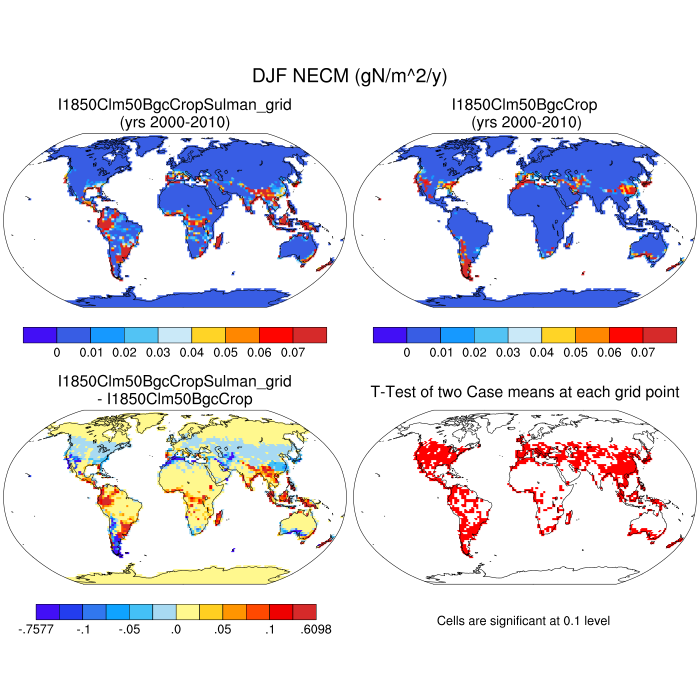 DJF NECM (gN/m^2/y)
I1850Clm50BgcCropSulman_grid
(yrs 2000-2010)
I1850Clm50BgcCrop
(yrs 2000-2010)
0 0.01 0.02 0.03 0.04 0.05 0.06 0.07
0 0.01 0.02 0.03 0.04 0.05 0.06 0.07
I1850Clm50BgcCropSulman_grid
- I1850Clm50BgcCrop
T-Test of two Case means at each grid point
-.7577 -.1 -.05 .0 .05 .1 .6098
Cells are significant at 0.1 level